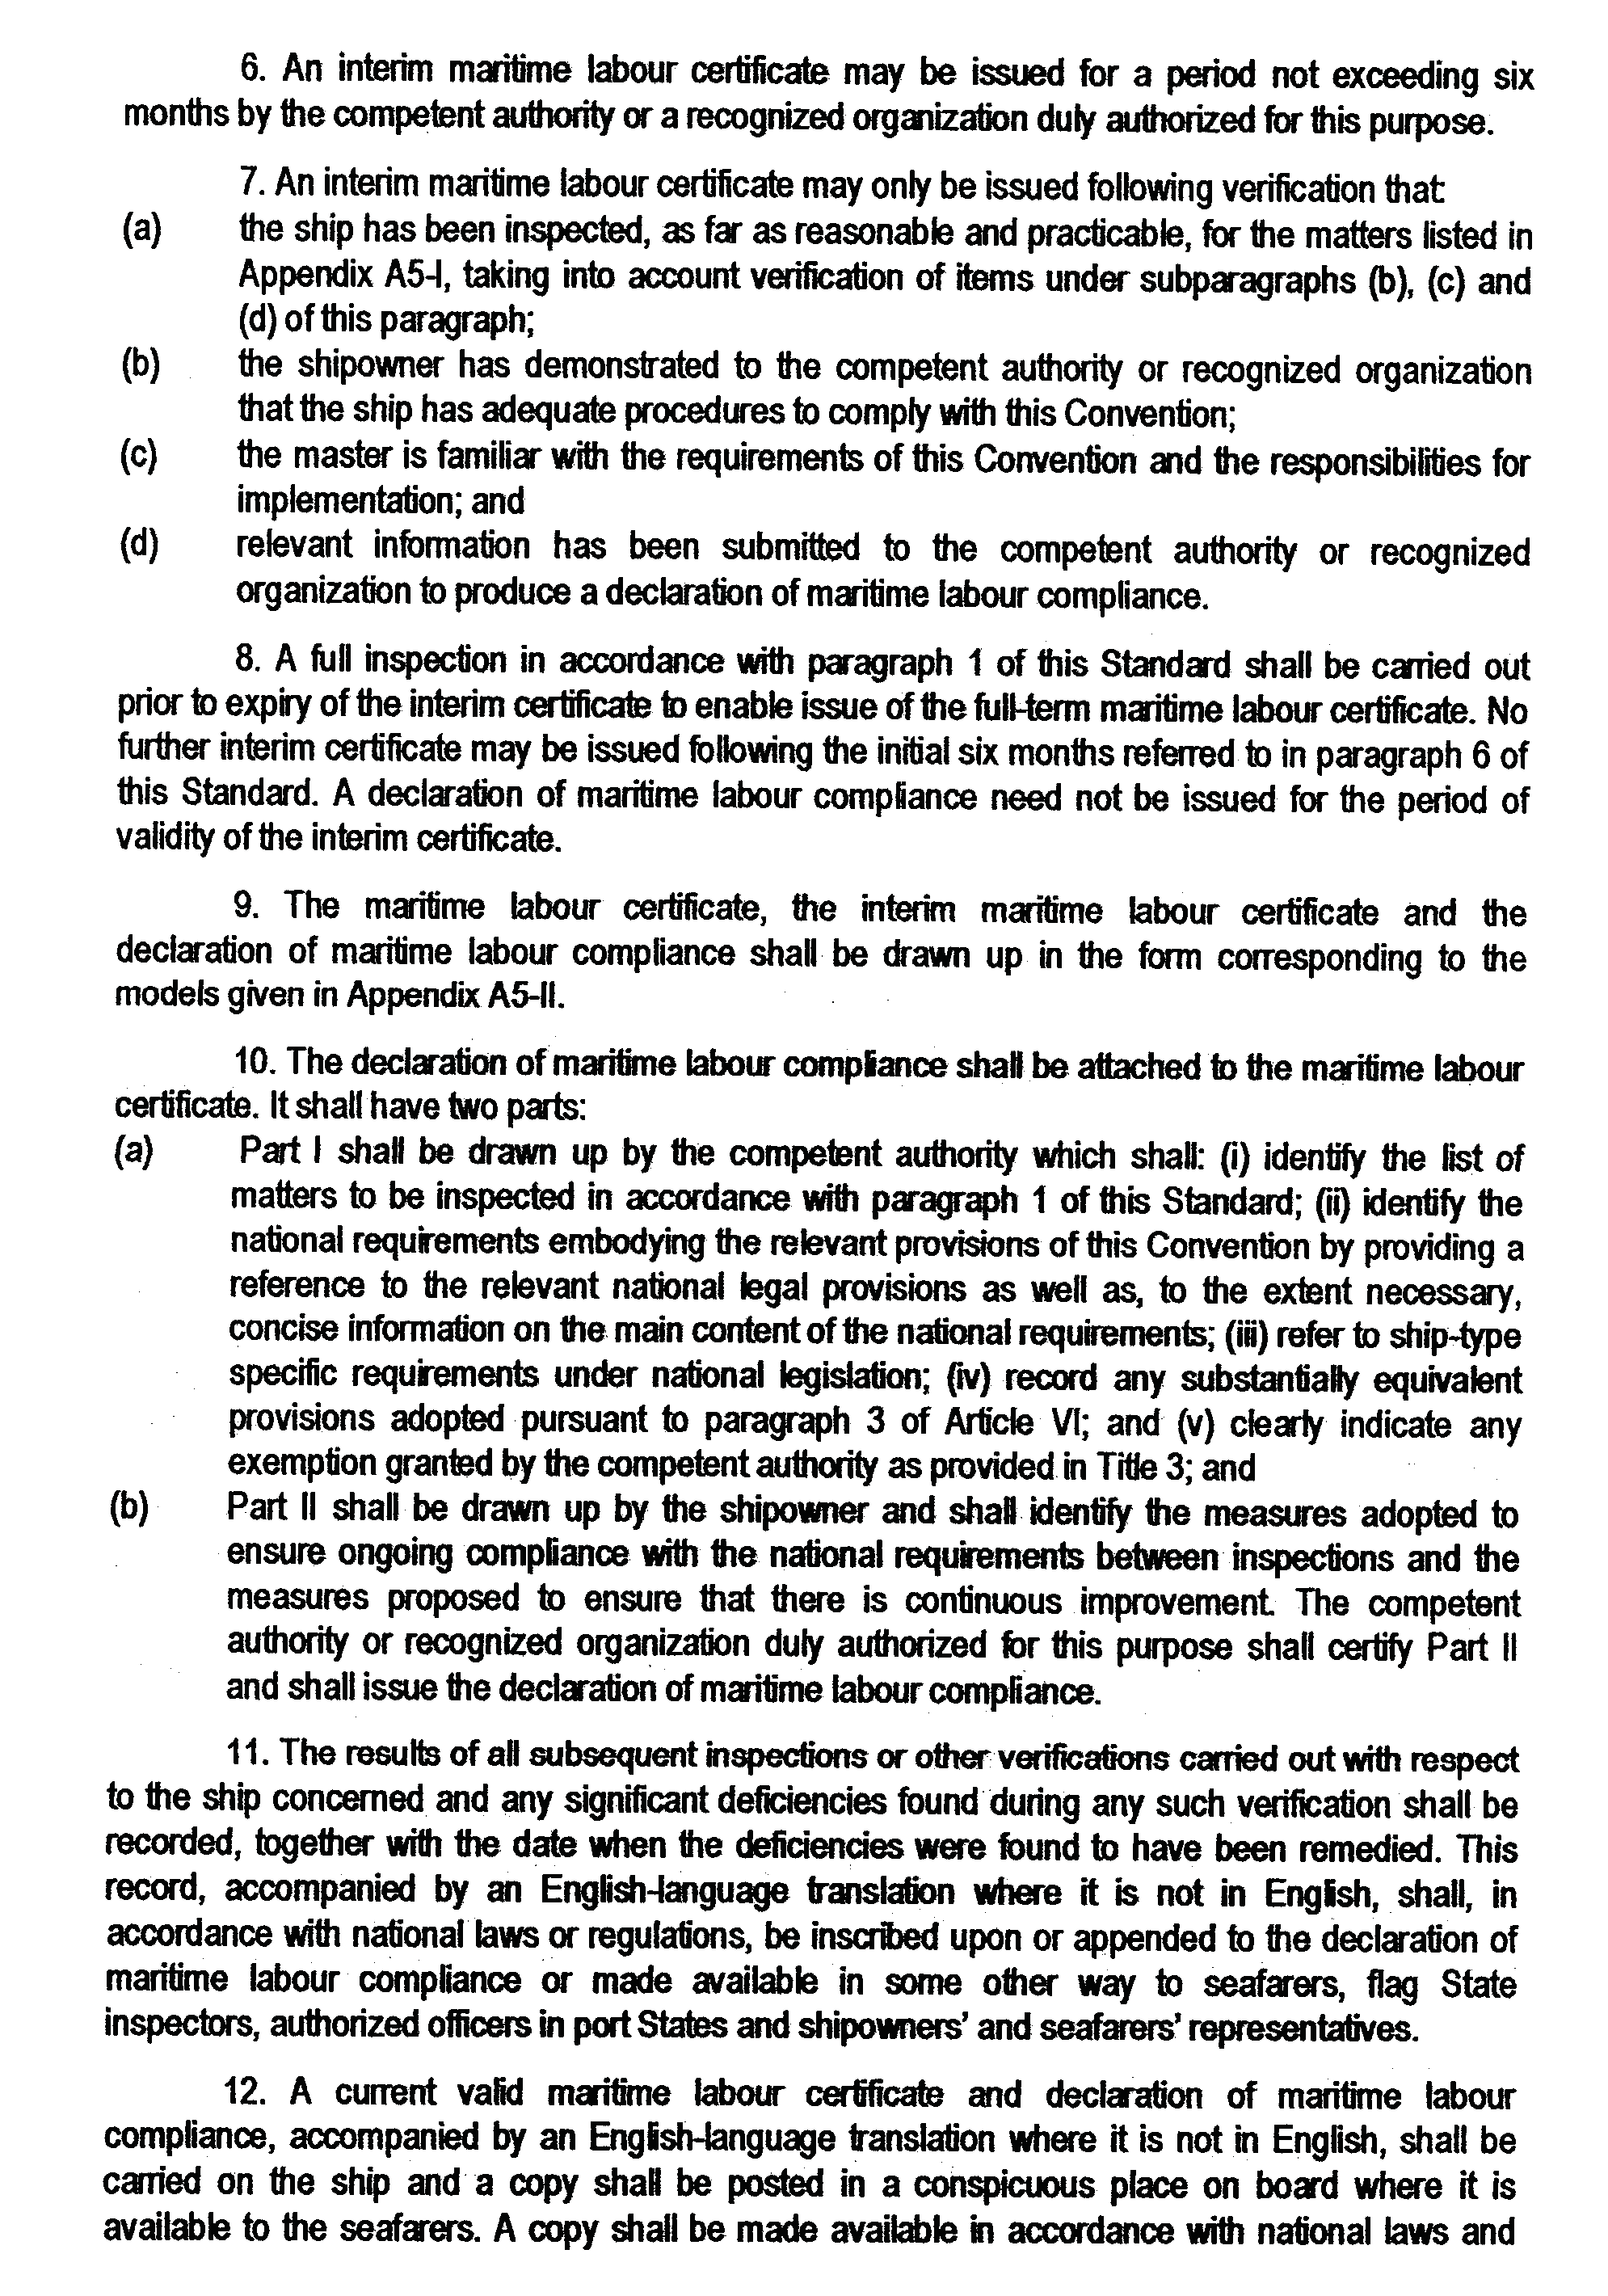 6. An interim maritime labour certificate may be issued for a period not exceeding six
months by the competent authority or a recognized organization duly authorized for this purpose.
7. An interim maritime labour certificate may only be issued following verification that:
(a) the ship has been inspected, as far as reasonable and practicable, for the matters listed in
Appendix A5-I, taking into account verification of items under subparagraphs (b), (c) and
(d) of this paragraph;
(b) the shipowner has demonstrated to the competent authority or recognized organization
that the ship has adequate procedures to comply with this Convention;
(c) the master is familiar with the requirements of this Convention and the responsibilities for
implementation; and
(d) relevant information has been submitted to the competent authority or recognized
organization to produce a declaration of maritime labour compliance.
8. A full inspection in accordance with paragraph 1 of this Standard shall be carried out
prior to expiry of the interim certificate to enable issue of the full-term maritime labour certificate. No
further interim certificate may be issued following the initial six months referred to in paragraph 6 of
this Standard. A declaration of maritime labour compliance need not be issued for the period of
validity of the interim certificate.
9. The maritime labour certificate, the interim maritime labour certificate and the
declaration of maritime labour compliance shall be drawn up in the form corresponding to the
models given in Appendix A5-II.
10. The declaration of maritime labour compliance shall be attached to the maritime labour
certificate. It shall have two parts:
(a) Part I shall be drawn up by the competent authority which shall: (i) identify the list of
matters to be inspected in accordance with paragraph 1 of this Standard; (ii) identify the
national requirements embodying the relevant provisions of this Convention by providing a
reference to the relevant national legal provisions as well as, to the extent necessary,
concise information on the main content of the national requirements; (iii) refer to ship-type
specific requirements under national legislation; (iv) record any substantially equivalent
provisions adopted pursuant to paragraph 3 of Article VI; and (v) clearly indicate any
exemption granted by the competent authority as provided in Title 3; and
(b) Part II shall be drawn up by the shipowner and shall identify the measures adopted to
ensure ongoing compliance with the national requirements between inspections and the
measures proposed to ensure that there is continuous improvement. The competent
authority or recognized organization duly authorized for this purpose shall certify Part II
and shall issue the declaration of maritime labour compliance.
11. The results of all subsequent inspections or other verifications carried out with respect
to the ship concerned and any significant deficiencies found during any such verification shall be
recorded, together with the date when the deficiencies were found to have been remedied. This
record, accompanied by an English-language translation where it is not in English, shall, in
accordance with national laws or regulations, be inscribed upon or appended to the declaration of
maritime labour compliance or made available in some other way to seafarers, flag State
inspectors, authorized officers in port States and shipowners' and seafarers' representatives.
12. A current valid maritime labour certificate and declaration of maritime labour
compliance, accompanied by an English-language translation where it is not in English, shall be
carried on the ship and a copy shall be posted in a conspicuous place on board where it is
available to the seafarers. A copy shall be made available in accordance with national laws and